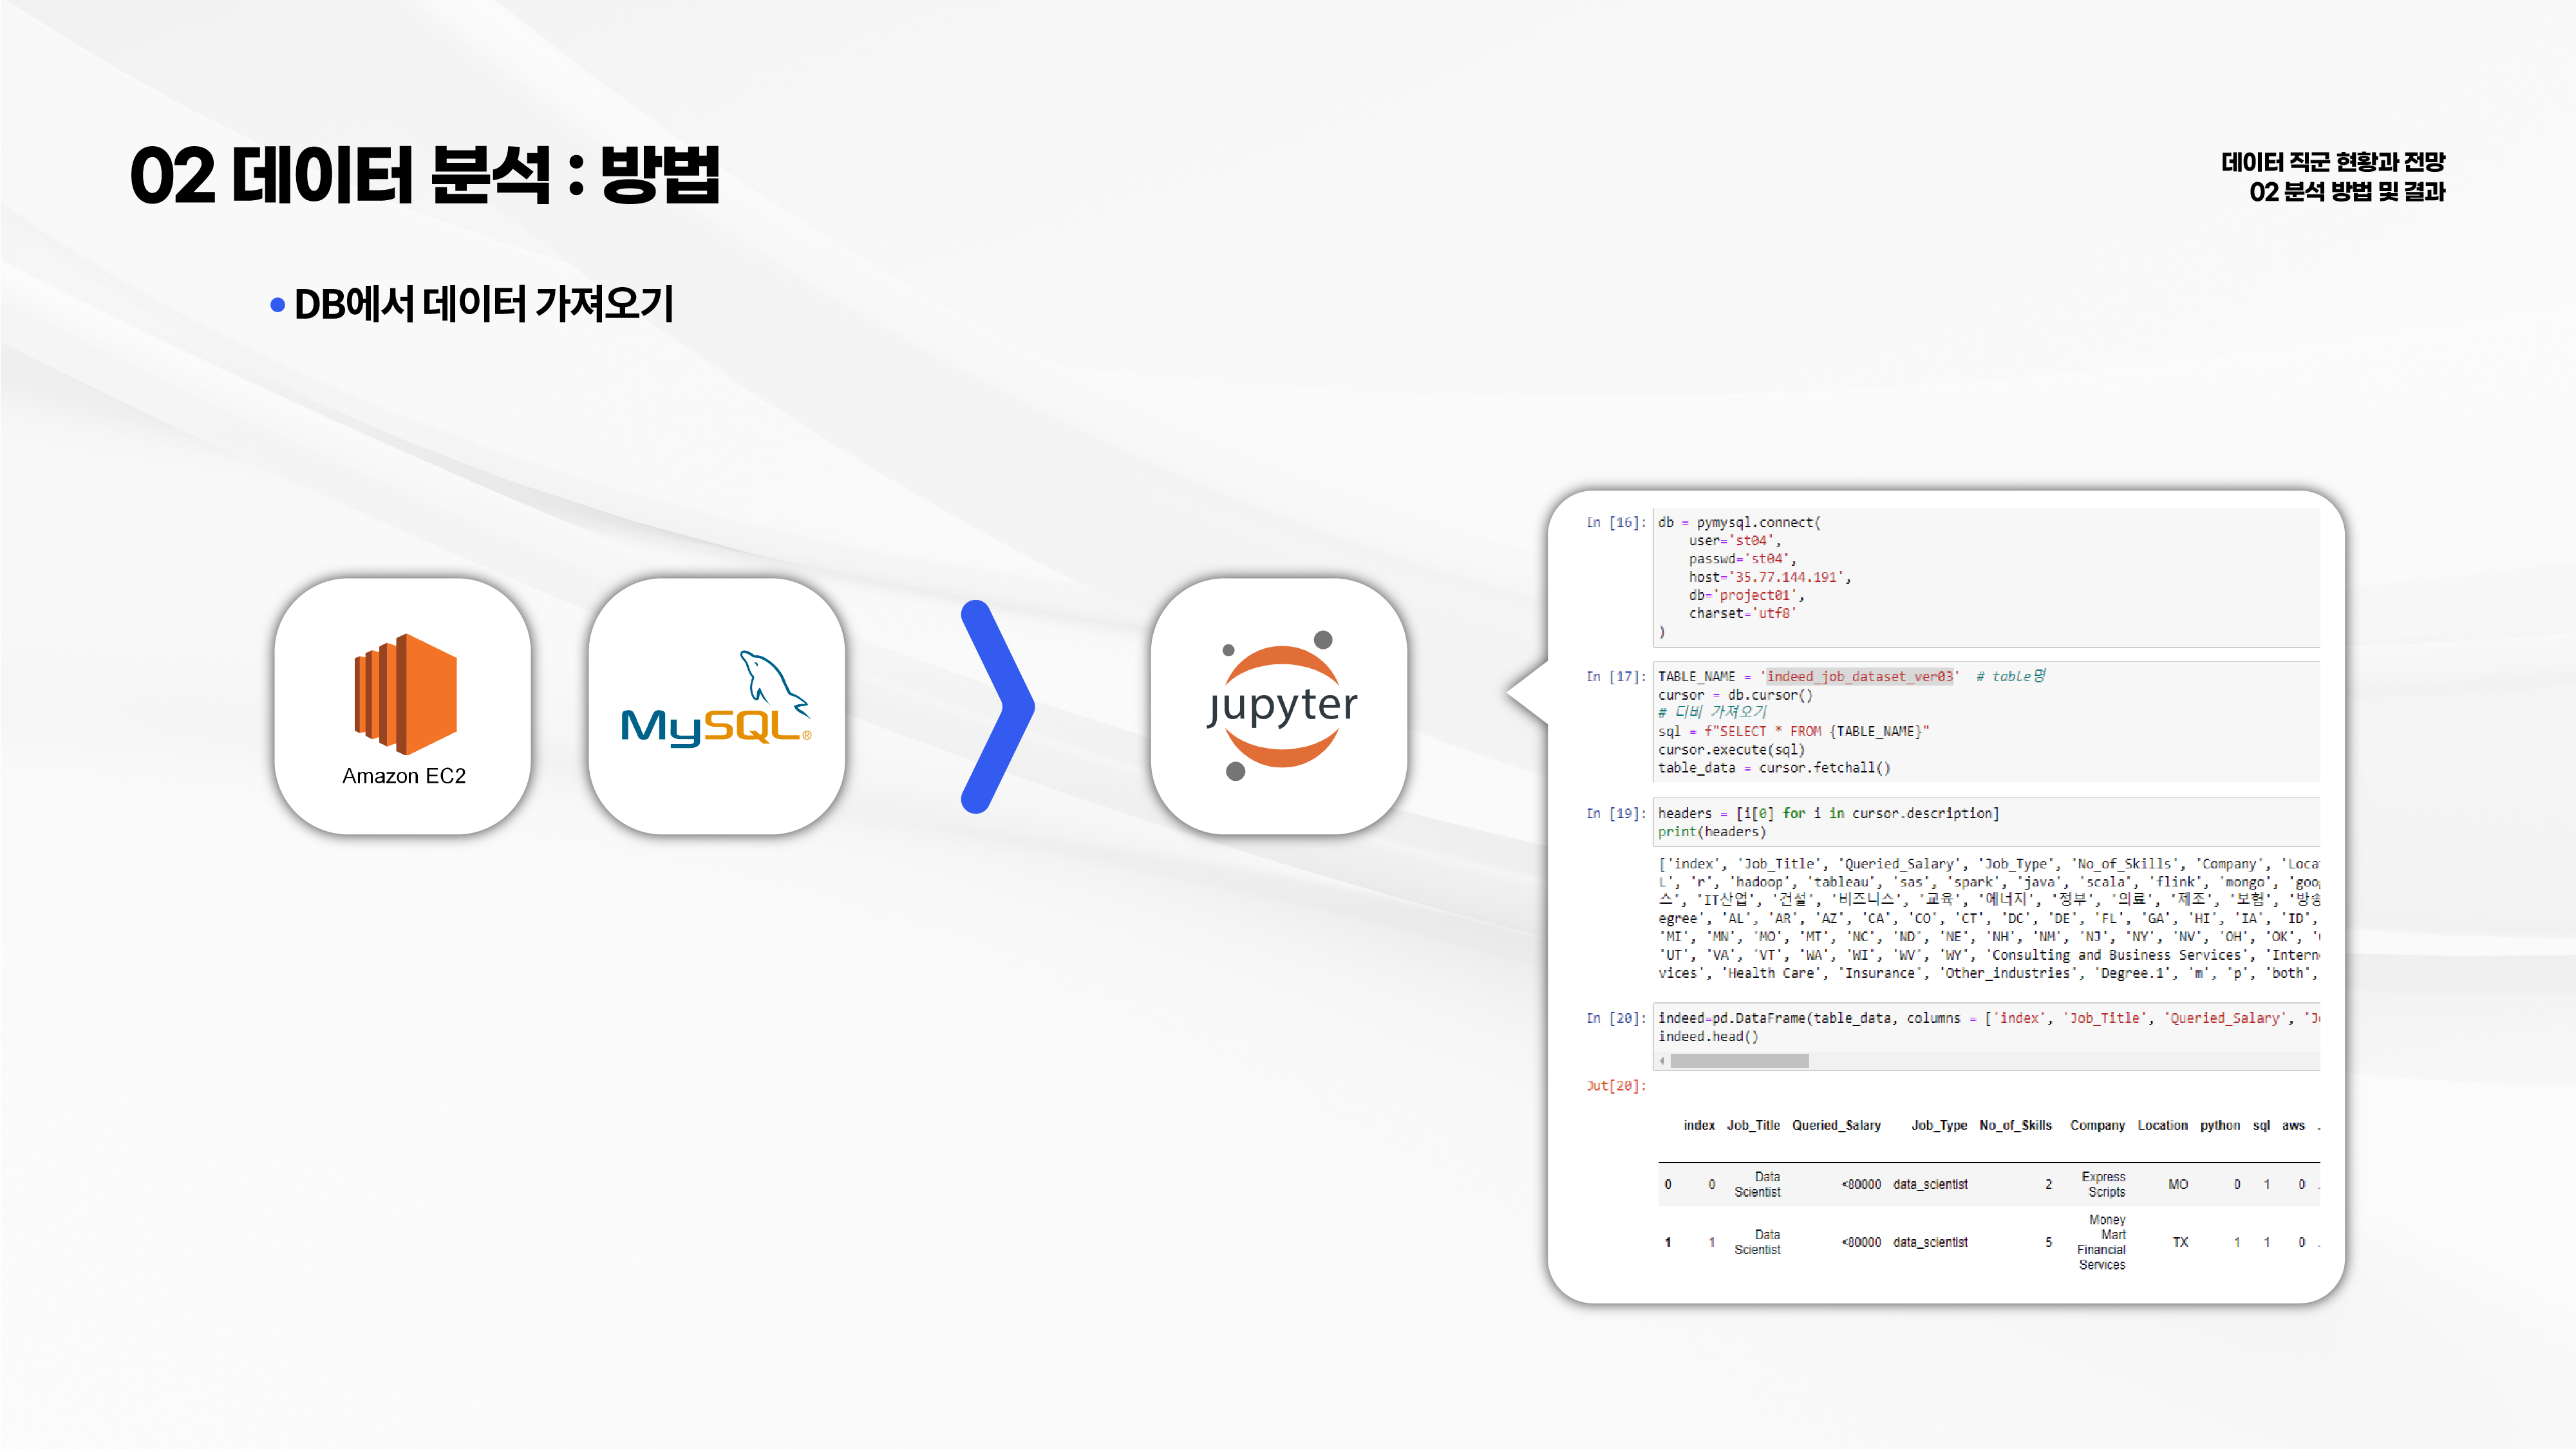 02 데이터 분석 : 방법
데이터 직군 현황과 전망
02 분석 방법 및 결과
DB에서 데이터 가져오기
Amazon EC2
MySQL®
jupyter
In [16]: db = pymysql.connect(
user='st04',
passwd='st04',
host='35.77.144.191',
db='project01',
charset='utf8'
)
In [17]: TABLE_NAME = 'indeed_job_dataset_ver03' # table명
cursor = db.cursor()
# 디비 가져오기
sql = f"SELECT * FROM {TABLE_NAME}"
cursor.execute(sql)
table_data = cursor.fetchall()
In [19]: headers = [i[0] for i in cursor.description]
print(headers)
['index', 'Job_Title', 'Queried_Salary', 'Job_Type', 'No_of_Skills', 'Company', 'Loca
L', 'r', 'hadoop', 'tableau', 'sas', 'spark', 'java', 'scala', 'flink', 'mongo', 'goo
스', 'IT산업', '건설', '비즈니스', '교육', '에너지', '정부', '의료', '제조', '보험', '방송
egree', 'AL', 'AR', 'AZ', 'CA', 'CO', 'CT', 'DC', 'DE', 'FL', 'GA', 'HI', 'IA', 'ID',
'MI', 'MN', 'MO', 'MT', 'NC', 'ND', 'NE', 'NH', 'NM', 'NJ', 'NY', 'NV', 'OH', 'OK', '
'UT', 'VA', 'VT', 'WA', 'WI', 'WV', 'WY', 'Consulting and Business Services', 'Intern
vices', 'Health Care', 'Insurance', 'Other_industries', 'Degree.1', 'm', 'p', 'both',
In [20]: indeed=pd.DataFrame(table_data, columns = ['index', 'Job_Title', 'Queried_Salary', 'J
indeed.head()
Out[20]:
index Job_Title Queried_Salary Job_Type No_of_Skills Company Location python sql aws .
0 0 Data Scientist <80000 data_scientist 2 Express Scripts MO 0 1 0 .
1 1 Data Scientist <80000 data_scientist 5 Money Mart Financial Services TX 1 1 0 .